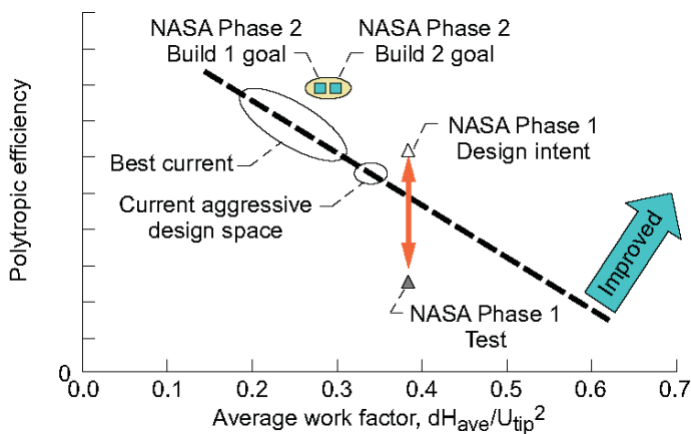 NASA Phase 2
Build 1 goal
NASA Phase 2
Build 2 goal
NASA Phase 1
Design intent
Best current
Current aggressive
design space
Improved
NASA Phase 1
Test
Polytropic efficiency
0
0.0 0.1 0.2 0.3 0.4 0.5 0.6 0.7
Average work factor, dHave/Utip2